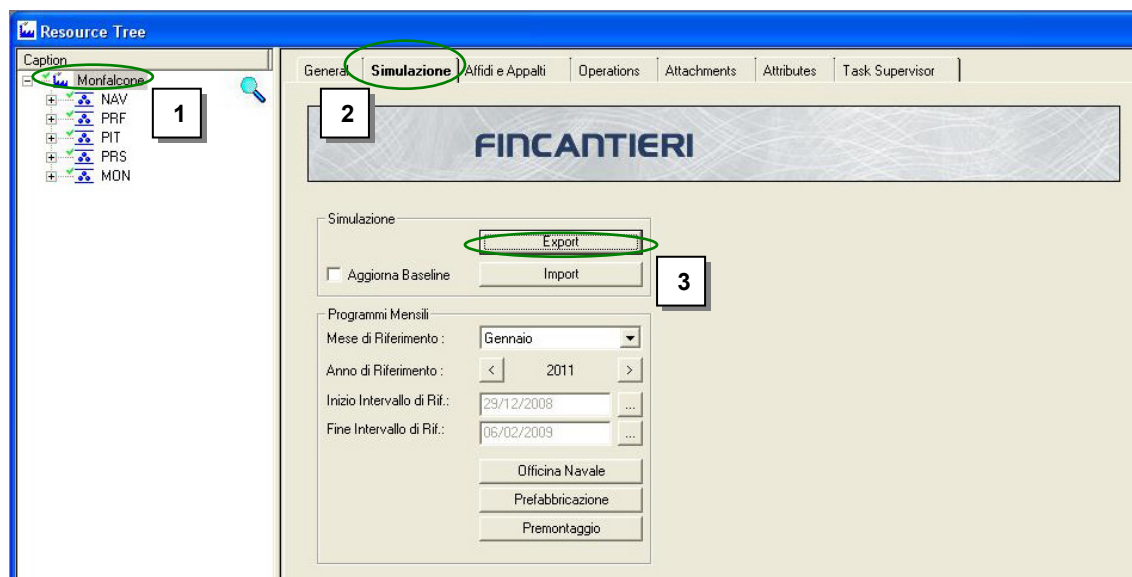 Resource Tree
Caption
Monfalcone
NAV
PRF
PIT
PRS
MON
1
General Simulazione Affidi e Appalti Operations Attachments Attributes Task Supervisor
2
FINCANTIERI
Simulazione
Export
Aggiorna Baseline Import
3
Programmi Mensili
Mese di Riferimento : Gennaio
Anno di Riferimento : < 2011 >
Inizio Intervallo di Rif.: 29/12/2008 ...
Fine Intervallo di Rif.: 06/02/2009 ...
Officina Navale
Prefabbricazione
Premontaggio